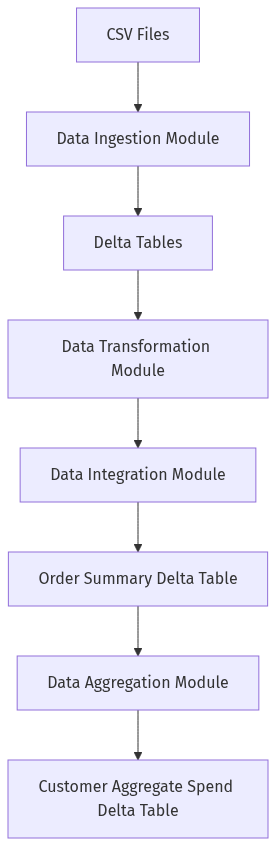 CSV Files
Data Ingestion Module
Delta Tables
Data Transformation
Module
Data Integration Module
Order Summary Delta Table
Data Aggregation Module
Customer Aggregate Spend
Delta Table